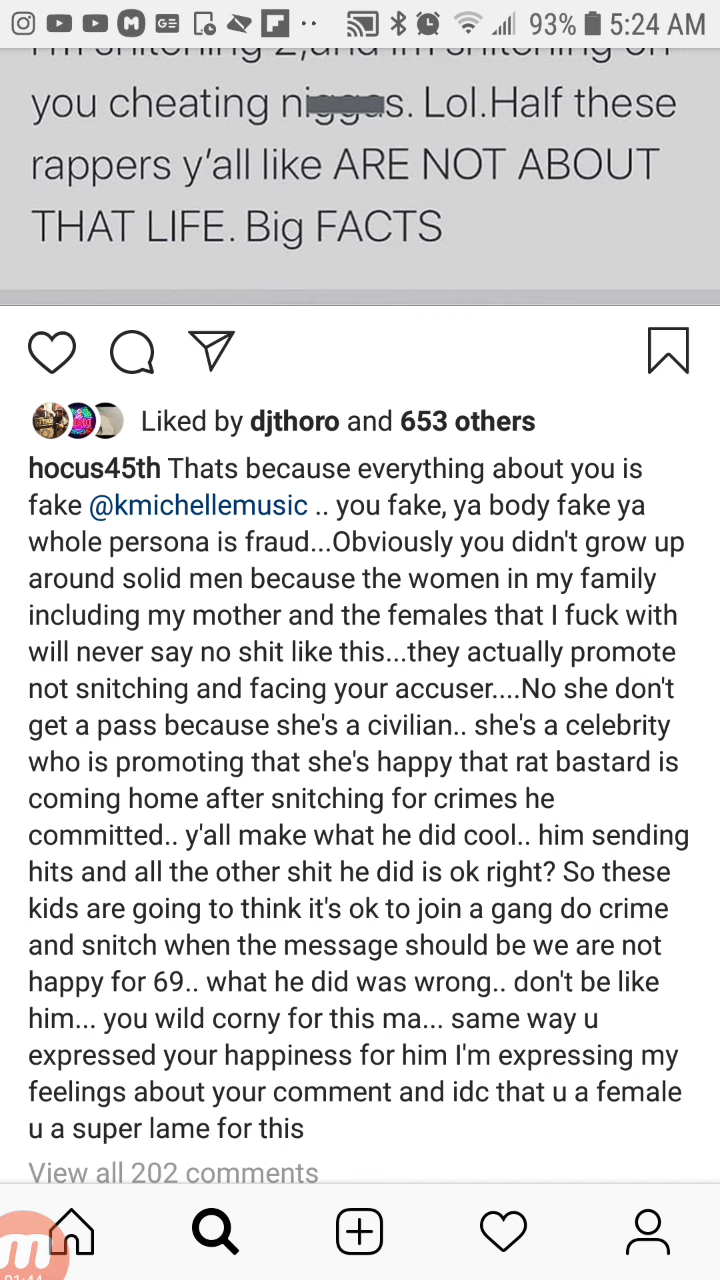 93% 5:24 AM
I'm snitching 2,and im snitching on
you cheating niggas. Lol.Half these
rappers y'all like ARE NOT ABOUT
THAT LIFE. Big FACTS
Liked by djthoro and 653 others
hocus45th Thats because everything about you is
fake @kmichellemusic .. you fake, ya body fake ya
whole persona is fraud...Obviously you didn't grow up
around solid men because the women in my family
including my mother and the females that I fuck with
will never say no shit like this...they actually promote
not snitching and facing your accuser....No she don't
get a pass because she's a civilian.. she's a celebrity
who is promoting that she's happy that rat bastard is
coming home after snitching for crimes he
committed.. y'all make what he did cool.. him sending
hits and all the other shit he did is ok right? So these
kids are going to think it's ok to join a gang do crime
and snitch when the message should be we are not
happy for 69.. what he did was wrong.. don't be like
him... you wild corny for this ma... same way u
expressed your happiness for him I'm expressing my
feelings about your comment and idc that u a female
u a super lame for this
View all 202 comments
01:44